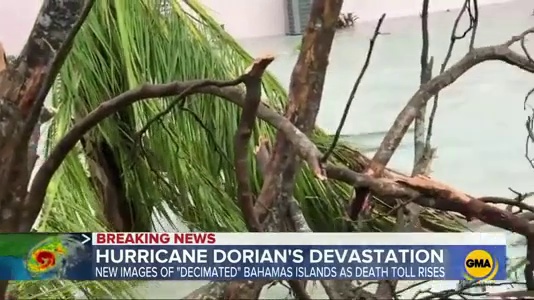 BREAKING NEWS
HURRICANE DORIAN'S DEVASTATION
NEW IMAGES OF "DECIMATED" BAHAMAS ISLANDS AS DEATH TOLL RISES
GMA